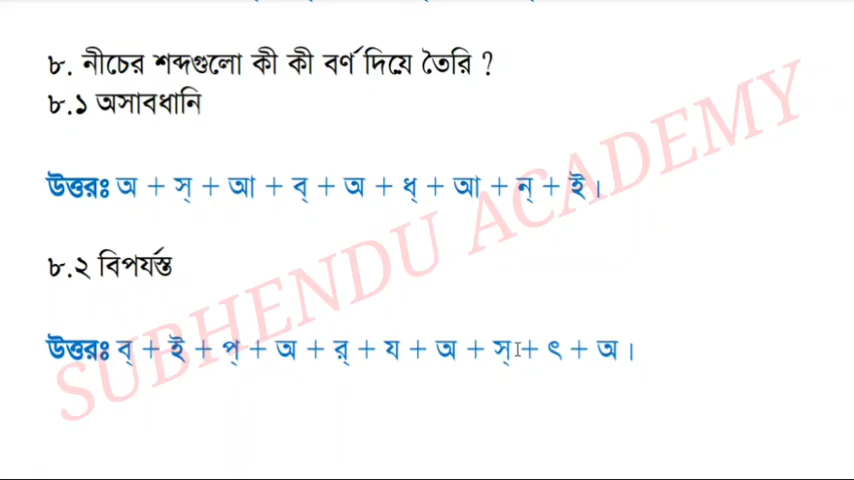 ৮. নীচের শব্দগুলো কী কী বর্ণ দিয়ে তৈরি ?
৮.১ অসাবধানি
উত্তরঃ অ + স্ + আ + ব্ + অ + ধ্ + আ + ন্ + ই।
৮.২ বিপর্যস্ত
উত্তরঃ ব্ + ই + প্ + অ + র্ + য + অ + স্ + ৎ + অ।
SUBHENDU ACADEMY